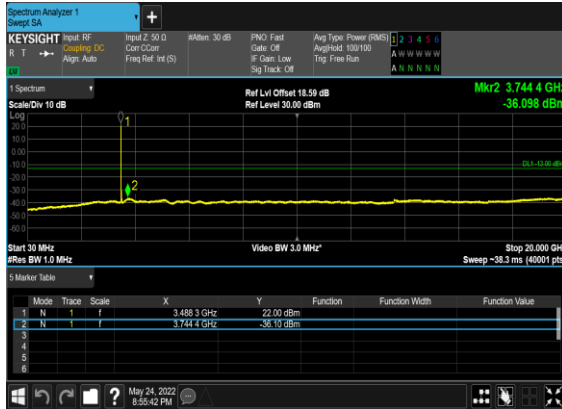 Spectrum Analyzer 1
Swept SA
+
KEYSIGHT Input: RF Input Z: 50 Ω #Atten: 30 dB PNO: Fast Avg Type: Power (RMS) 1 2 3 4 5 6
R T Coupling: DC Corr CCorr Gate: Off Avg|Hold: 100/100 A W W W W W
Align: Auto Freq Ref: Int (S) IF Gain: Low Trig: Free Run
LU Sig Track: Off A N N N N N
1 Spectrum Ref Lvl Offset 18.59 dB Mkr2 3.744 4 GHz
Scale/Div 10 dB Ref Level 30.00 dBm -36.098 dBm
Log
20.0
10.0
0.00
-10.0
-20.0
-30.0
-40.0
-50.0
-60.0
1
2
DL1 -13.00 dBm
Start 30 MHz Video BW 3.0 MHz* Stop 20.000 GHz
#Res BW 1.0 MHz Sweep ~38.3 ms (40001 pts)
5 Marker Table
Mode Trace Scale X Y Function Function Width Function Value
1 N 1 f 3.488 3 GHz 22.00 dBm
2 N 1 f 3.744 4 GHz -36.10 dBm
3
4
5
6
? May 24, 2022
8:55:42 PM